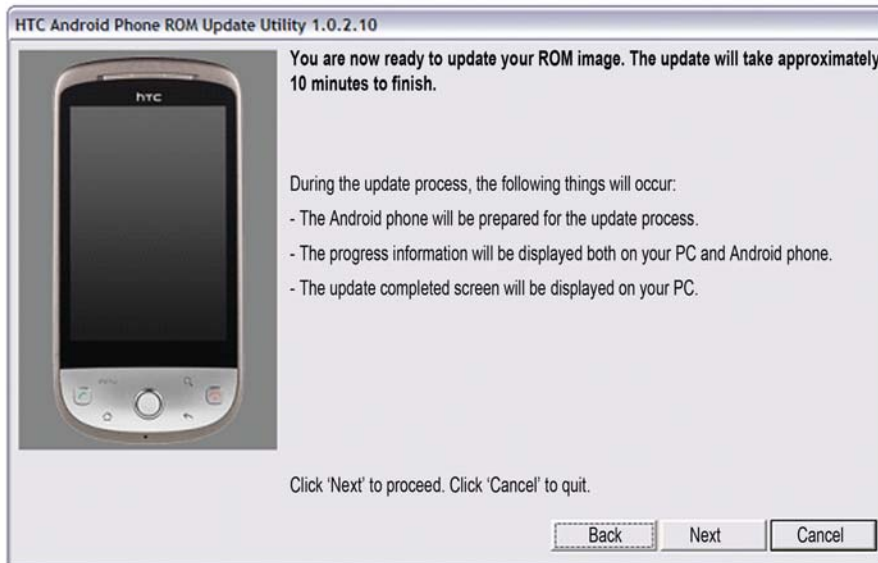 HTC Android Phone ROM Update Utility 1.0.2.10
You are now ready to update your ROM image. The update will take approximately
10 minutes to finish.
hTC
During the update process, the following things will occur:
- The Android phone will be prepared for the update process.
- The progress information will be displayed both on your PC and Android phone.
- The update completed screen will be displayed on your PC.
MENU
Click ‘Next’ to proceed. Click ‘Cancel’ to quit.
Back Next Cancel